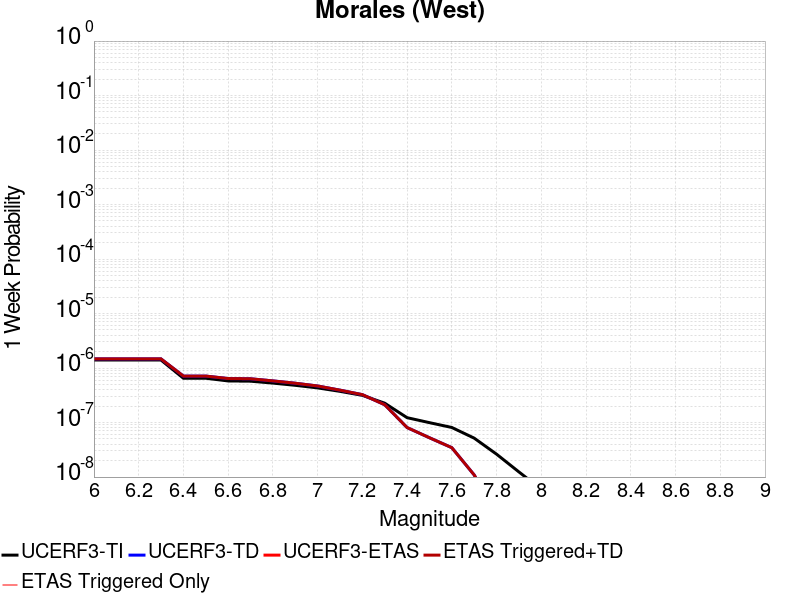 Morales (West)
10^0
10^-1
10^-2
10^-3
10^-4
10^-5
10^-6
10^-7
10^-8
1 Week Probability
6 6.2 6.4 6.6 6.8 7 7.2 7.4 7.6 7.8 8 8.2 8.4 8.6 8.8 9
Magnitude
UCERF3-TI UCERF3-TD UCERF3-ETAS ETAS Triggered+TD
ETAS Triggered Only